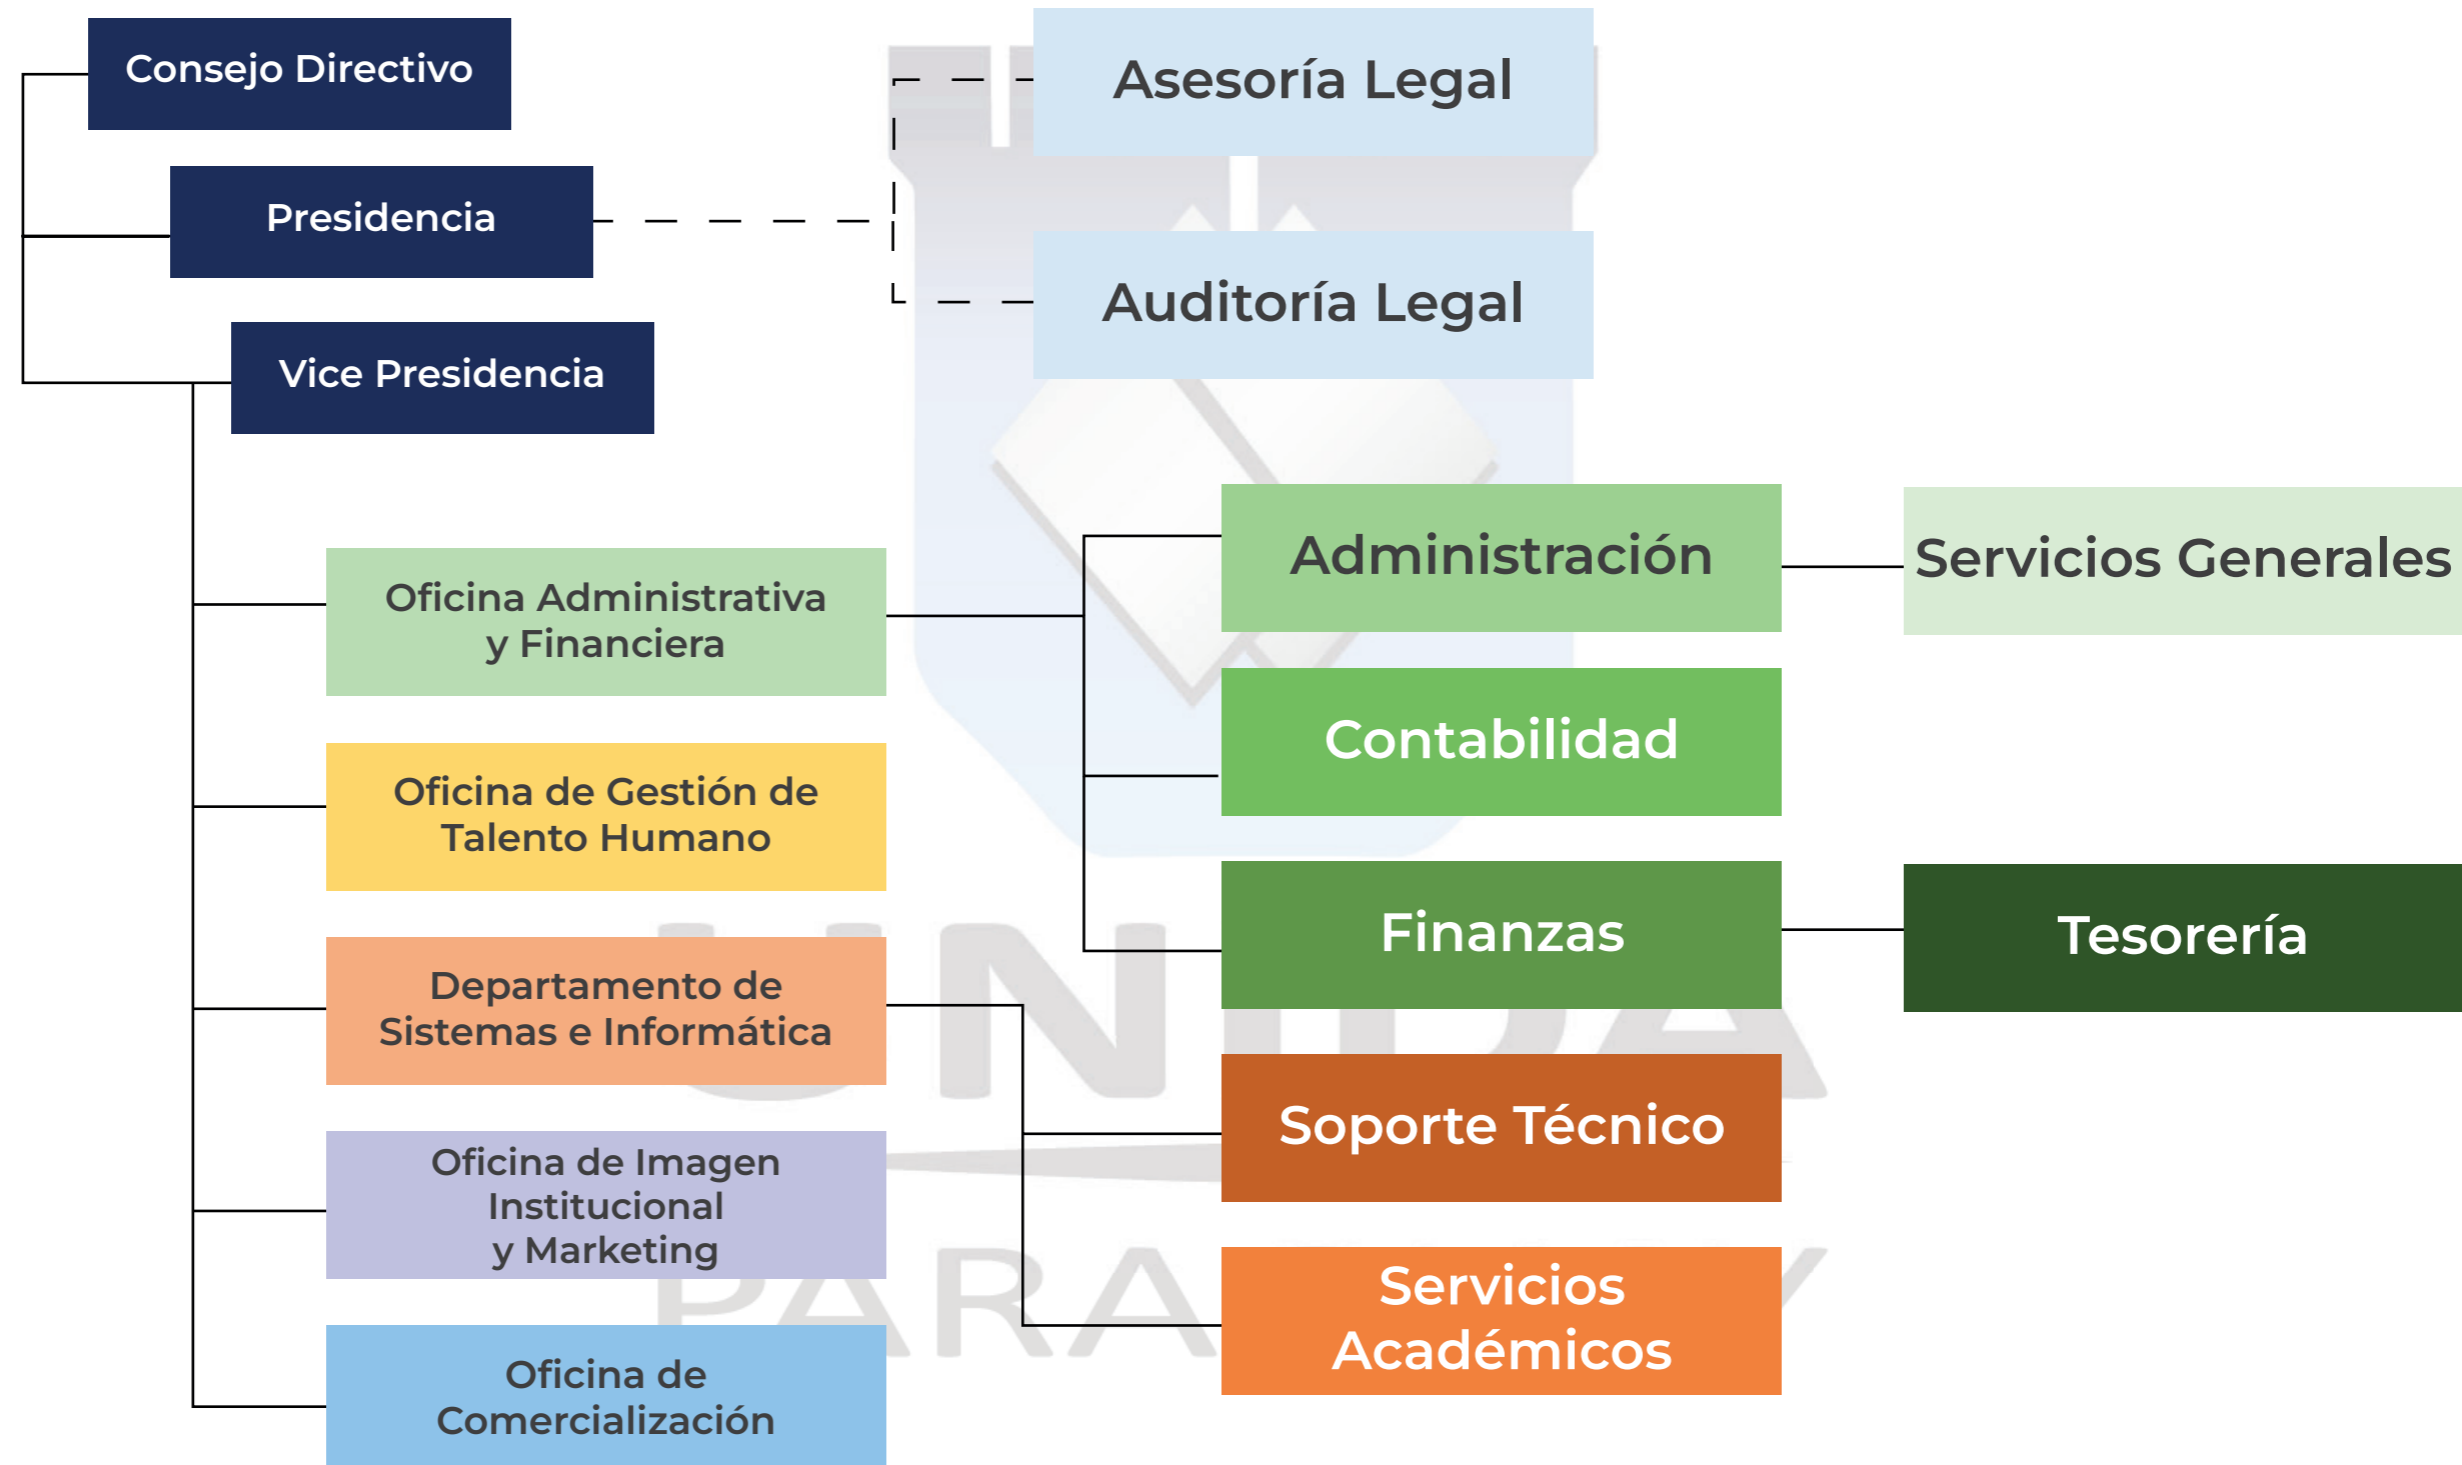 Consejo Directivo
Presidencia
Vice Presidencia
Asesoría Legal
Auditoría Legal
Oficina Administrativa
y Financiera
Administración
Servicios Generales
Contabilidad
Finanzas
Tesorería
Oficina de Gestión de
Talento Humano
Departamento de
Sistemas e Informática
Soporte Técnico
Servicios
Académicos
Oficina de Imagen
Institucional
y Marketing
Oficina de
Comercialización